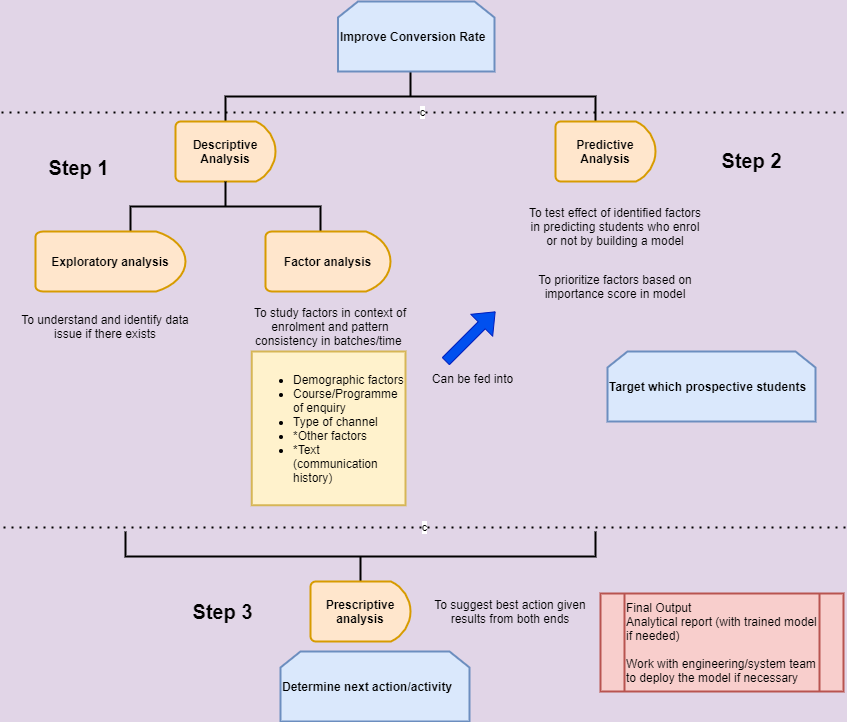 Improve Conversion Rate
c
Step 1
Descriptive
Analysis
Predictive
Analysis
Step 2
Exploratory analysis
To understand and identify data
issue if there exists
Factor analysis
To study factors in context of
enrolment and pattern
consistency in batches/time
• Demographic factors
• Course/Programme
of enquiry
• Type of channel
• *Other factors
• *Text
(communication
history)
Can be fed into
To test effect of identified factors
in predicting students who enrol
or not by building a model
To prioritize factors based on
importance score in model
Target which prospective students
c
Step 3
Prescriptive
analysis
To suggest best action given
results from both ends
Determine next action/activity
Final Output
Analytical report (with trained model
if needed)
Work with engineering/system team
to deploy the model if necessary